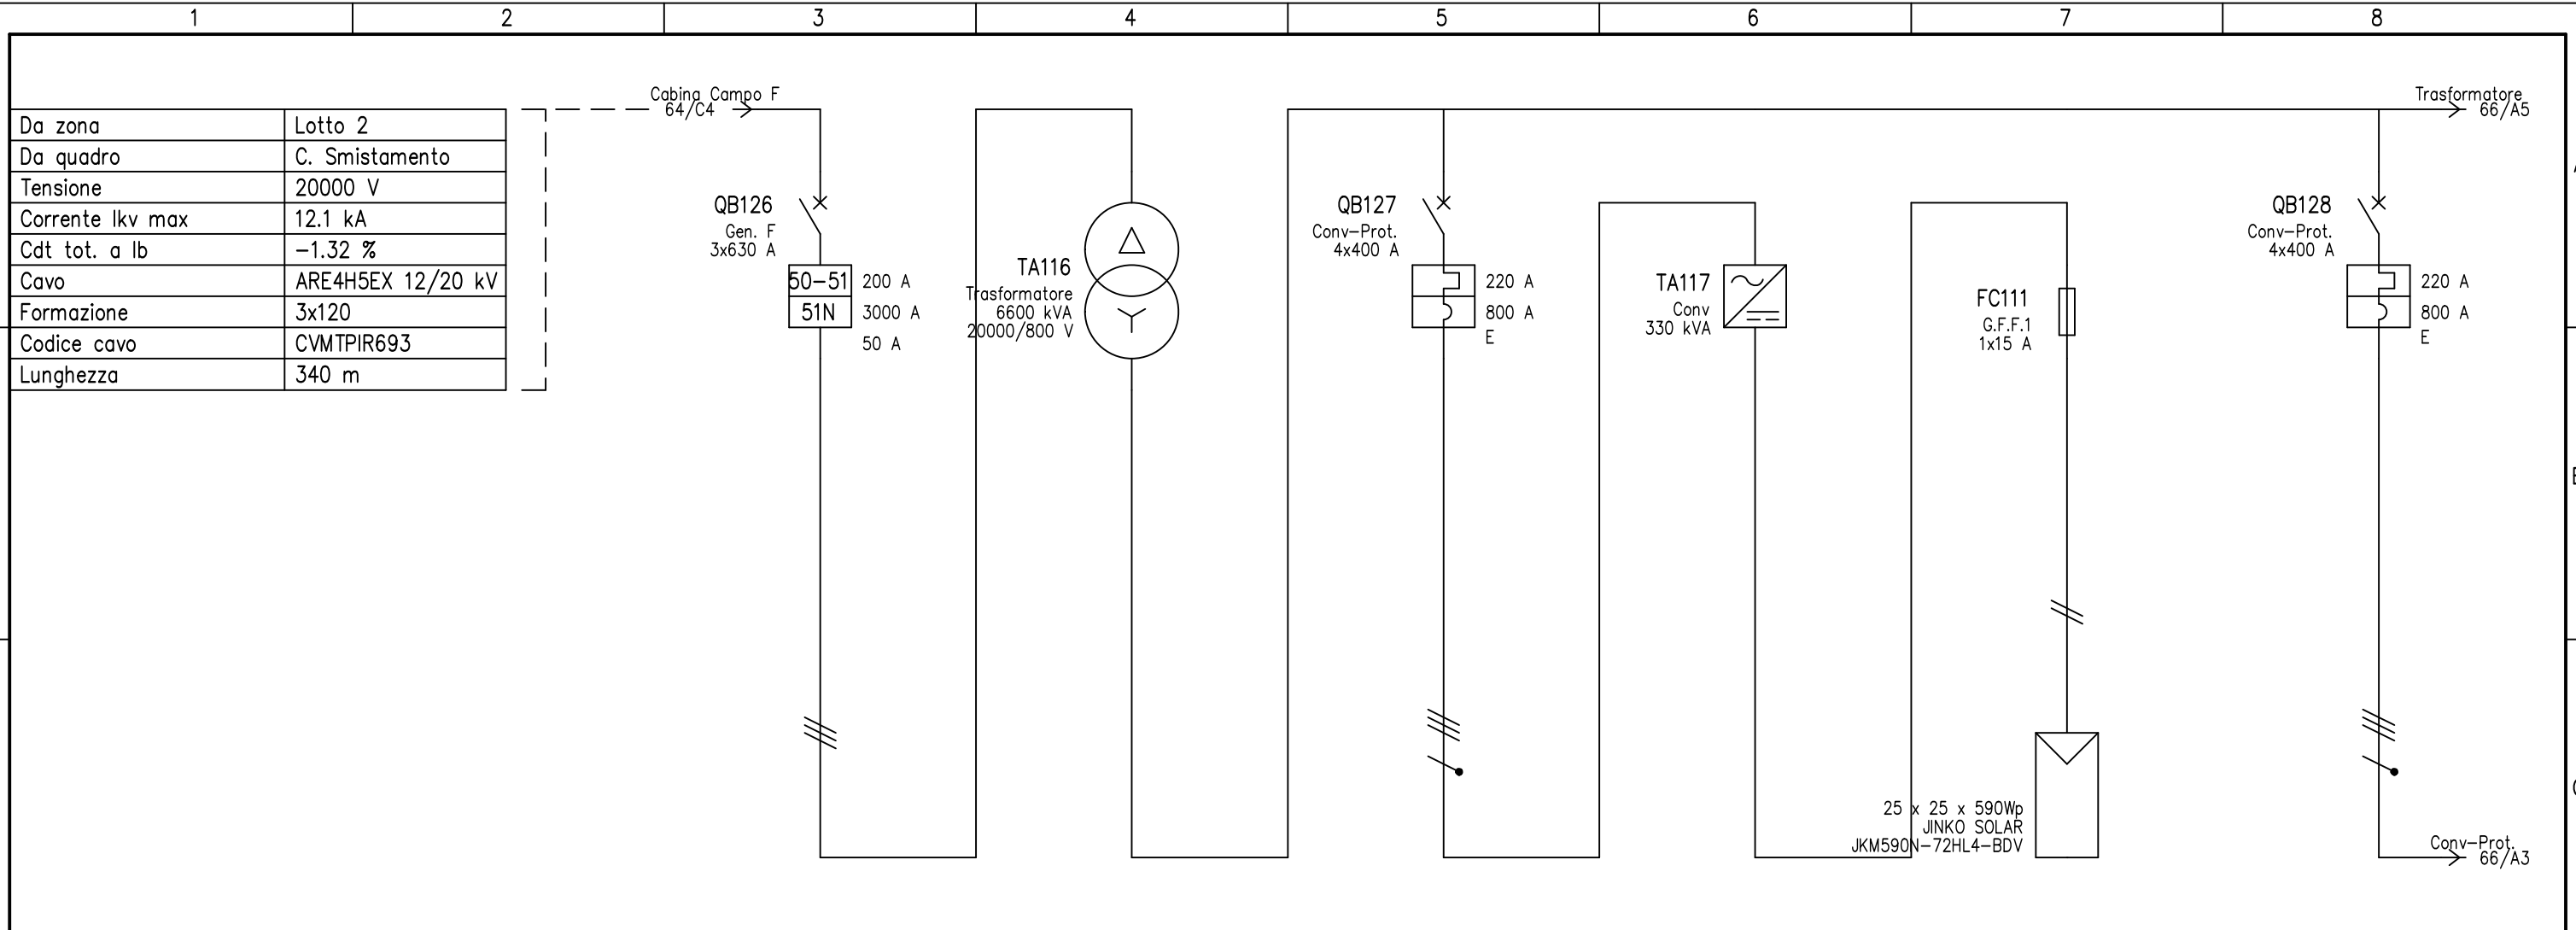 1 2 3 4 5 6 7 8
Da zona Lotto 2
Da quadro C. Smistamento
Tensione 20000 V
Corrente Ikv max 12.1 kA
Cdt tot. a Ib -1.32 %
Cavo ARE4H5EX 12/20 kV
Formazione 3x120
Codice cavo CVMTPIR693
Lunghezza 340 m
Cabina Campo F
64/C4
QB126
Gen. F
3x630 A
50-51
51N
200 A
3000 A
50 A
TA116
Trasformatore
6600 kVA
20000/800 V
QB127
Conv-Prot.
4x400 A
220 A
800 A
E
TA117
Conv
330 kVA
FC111
G.F.F.1
1x15 A
25 x 25 x 590Wp
JINKO SOLAR
JKM590N-72HL4-BDV
Trasformatore
66/A5
QB128
Conv-Prot.
4x400 A
220 A
800 A
E
Conv-Prot.
66/A3